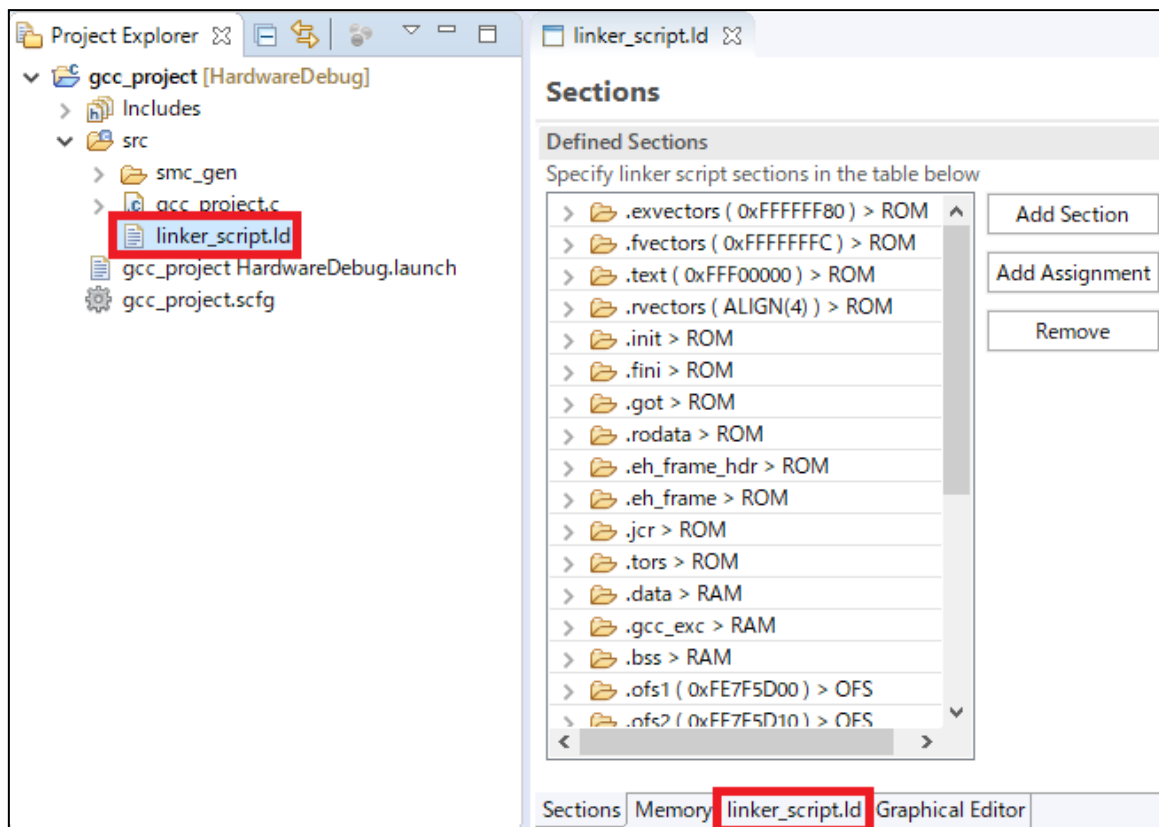 Project Explorer
gcc_project [HardwareDebug]
Includes
src
smc_gen
gcc_project.c
linker_script.ld
gcc_project HardwareDebug.launch
gcc_project.scfg
linker_script.ld
Sections
Defined Sections
Specify linker script sections in the table below
.exvectors ( 0xFFFFFF80 ) > ROM
.fvectors ( 0xFFFFFFFC ) > ROM
.text ( 0xFFF00000 ) > ROM
.rvectors ( ALIGN(4) ) > ROM
.init > ROM
.fini > ROM
.got > ROM
.rodata > ROM
.eh_frame_hdr > ROM
.eh_frame > ROM
.jcr > ROM
.tors > ROM
.data > RAM
.gcc_exc > RAM
.bss > RAM
.ofs1 ( 0xFE7F5D00 ) > OFS
.ofs2 ( 0xFE7F5D10 ) > OFS
Add Section
Add Assignment
Remove
Sections Memory linker_script.ld Graphical Editor